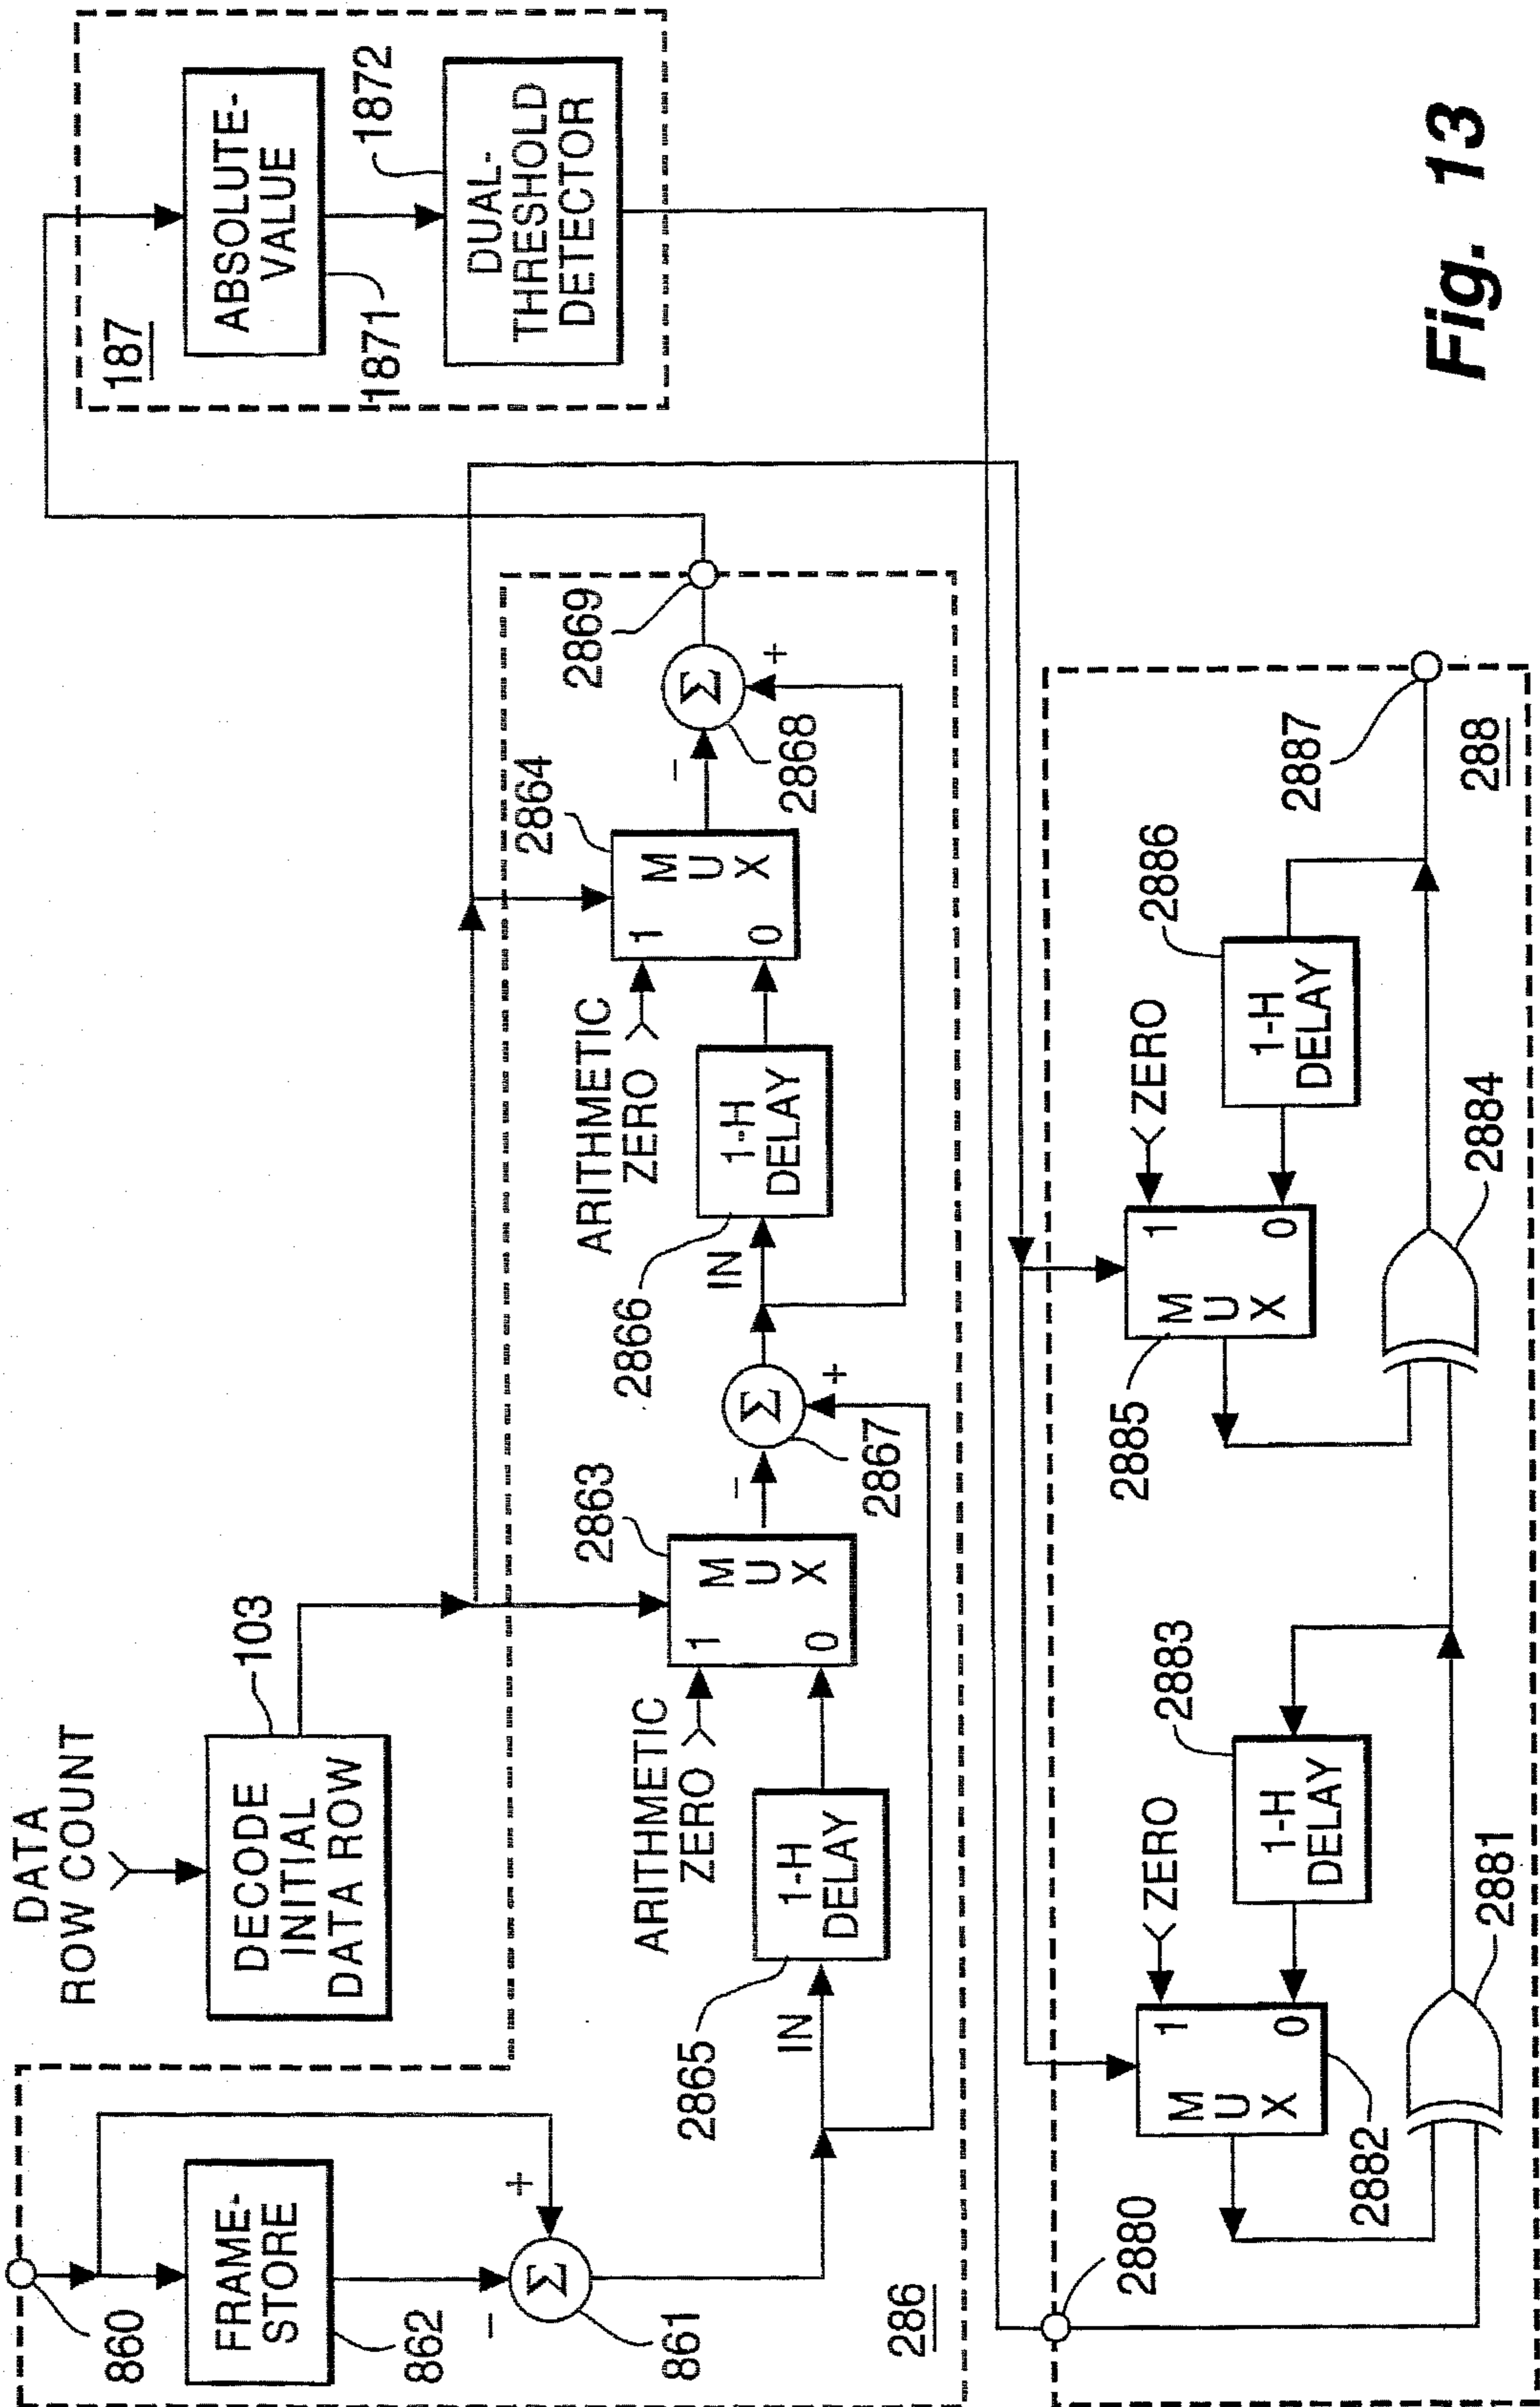 DATA
ROW COUNT
DECODE
INITIAL
DATA ROW
103
860
FRAME-
STORE
862
-
+
Σ
861
286
2865
IN
1-H
DELAY
ARITHMETIC
ZERO
1
0
M
U
X
2863
-
+
Σ
2867
2866
IN
1-H
DELAY
ARITHMETIC
ZERO
1
0
M
U
X
2864
-
+
Σ
2868
2869
187
ABSOLUTE-
VALUE
1871
DUAL-
THRESHOLD
DETECTOR
1872
2880
M
U
X
1
0
2882
ZERO
1-H
DELAY
2883
2881
M
U
X
1
0
2885
ZERO
1-H
DELAY
2886
2884
2887
288
Fig. 13